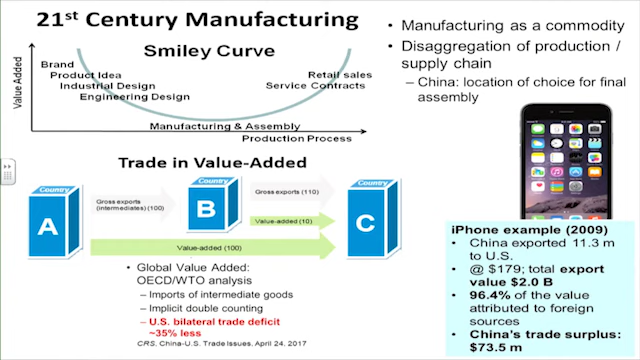 21st Century Manufacturing
Smiley Curve
Value Added
Brand
Product Idea
Industrial Design
Engineering Design
Retail sales
Service Contracts
Manufacturing & Assembly
Production Process
Trade in Value-Added
Country
A
Gross exports
(intermediates) (100)
Country
B
Gross exports (110)
Value-added (10)
Country
C
Value-added (100)
• Global Value Added:
OECD/WTO analysis
– Imports of intermediate goods
– Implicit double counting
– U.S. bilateral trade deficit
~35% less
CRS, China-U.S. Trade Issues, April 24, 2017
• Manufacturing as a commodity
• Disaggregation of production /
supply chain
– China: location of choice for final
assembly
iPhone example (2009)
• China exported 11.3 m
to U.S.
• @ $179; total export
value $2.0 B
• 96.4% of the value
attributed to foreign
sources
• China's trade surplus:
$73.5 m